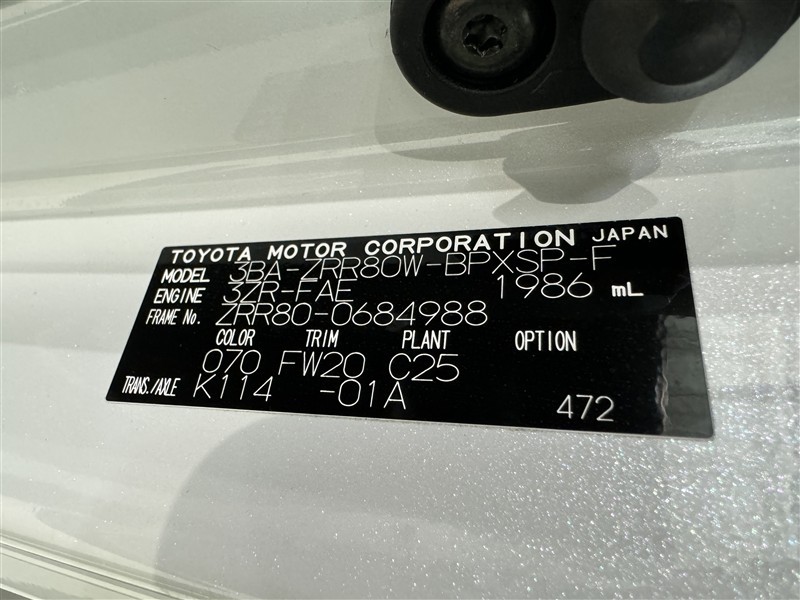 TOYOTA MOTOR CORPORATION JAPAN
MODEL 3BA-ZRR80W-BPXSP-F
ENGINE 3ZR-FAE 1986 mL
FRAME No. ZRR80-0684988
COLOR TRIM PLANT OPTION
070 FW20 C25
TRANS./AXLE K114 -01A
472